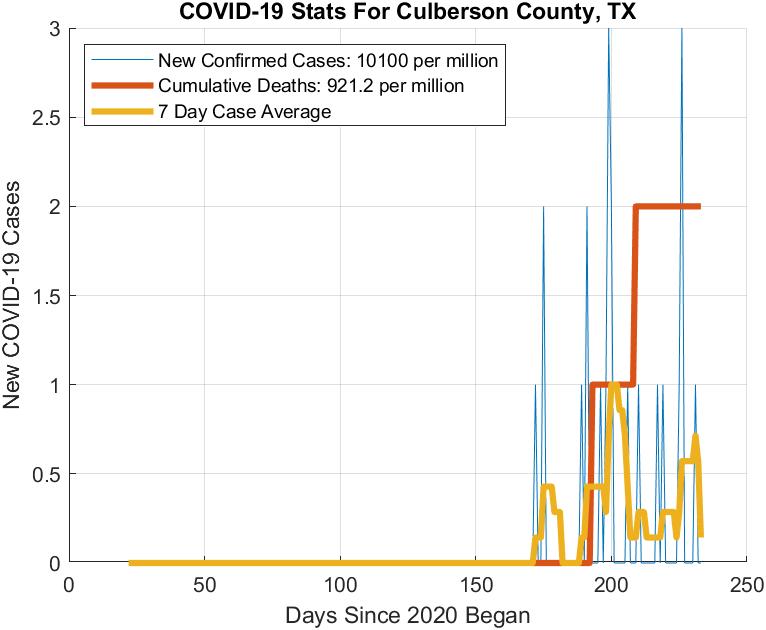 COVID-19 Stats For Culberson County, TX
New Confirmed Cases: 10100 per million
Cumulative Deaths: 921.2 per million
7 Day Case Average
New COVID-19 Cases
3
2.5
2
1.5
1
0.5
0
0 50 100 150 200 250
Days Since 2020 Began